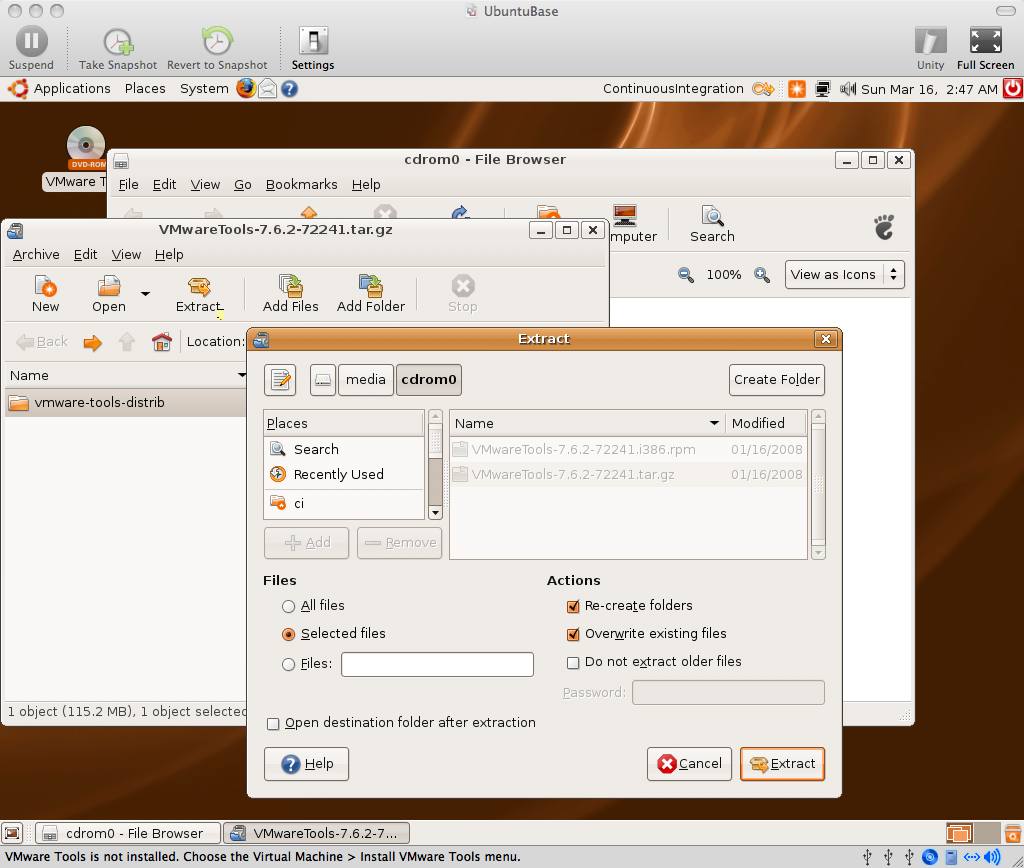 UbuntuBase
Suspend
Take Snapshot
Revert to Snapshot
Settings
Unity
Full Screen
Applications Places System
ContinuousIntegration
Sun Mar 16, 2:47 AM
DVD-ROM
VMware T
cdrom0 - File Browser
File Edit View Go Bookmarks Help
mputer
Search
100%
View as Icons
VMwareTools-7.6.2-72241.tar.gz
Archive Edit View Help
New
Open
Extract
Add Files
Add Folder
Stop
Back
Location:
Name
vmware-tools-distrib
1 object (115.2 MB), 1 object selected
Extract
media
cdrom0
Create Folder
Places
Search
Recently Used
ci
Add
Remove
Name
Modified
VMwareTools-7.6.2-72241.i386.rpm 01/16/2008
VMwareTools-7.6.2-72241.tar.gz 01/16/2008
Files
All files
Selected files
Files:
Actions
Re-create folders
Overwrite existing files
Do not extract older files
Password:
Open destination folder after extraction
Help
Cancel
Extract
cdrom0 - File Browser
VMwareTools-7.6.2-7...
VMware Tools is not installed. Choose the Virtual Machine > Install VMware Tools menu.